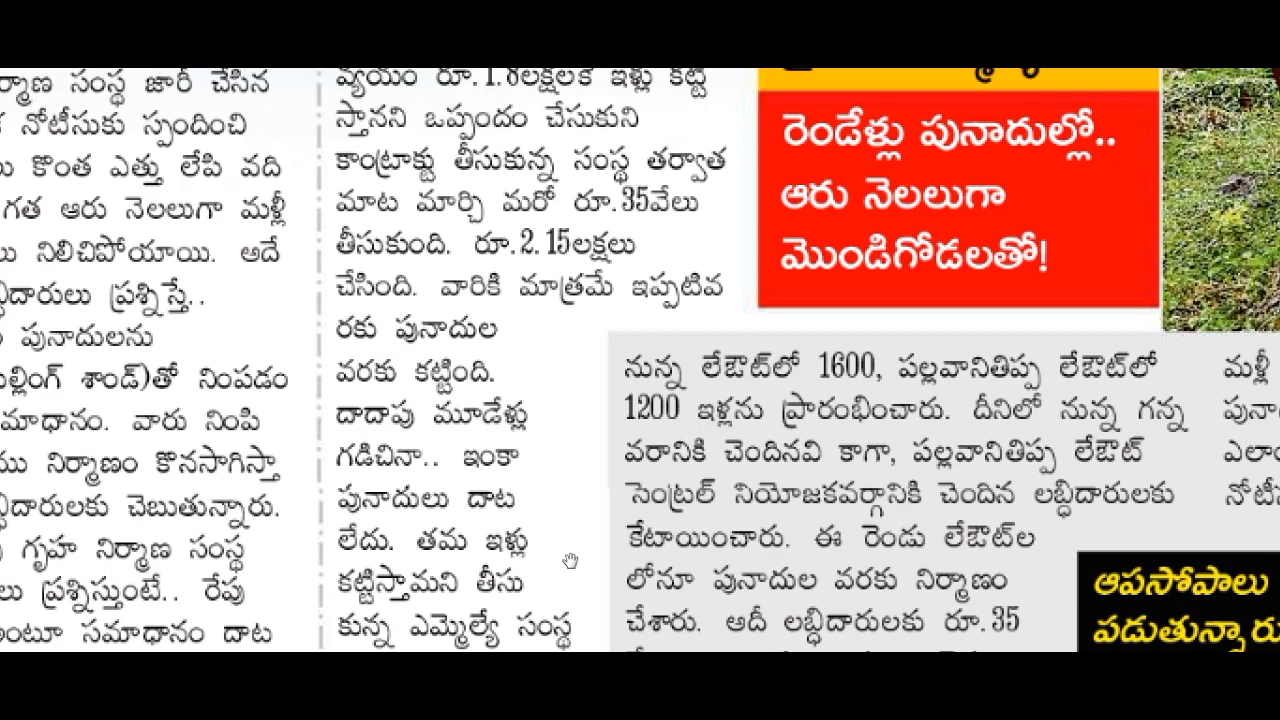 ర్మాణ సంస్థ జారీ చేసిన
నోటీసుకు స్పందించి
కొంత ఎత్తు లేపి వది
గత ఆరు నెలలుగా మళ్లీ
నిలిచిపోయాయి. అదే
ప్రశ్నిస్తే..
పునాదులను
శాండ్)తో నింపడం
మాధానం. వారు నింపి
నిర్మాణం కొనసాగిస్తా
ధిదారులకు చెబుతున్నారు.
గృహ నిర్మాణ సంస్థ
ప్రశ్నిస్తుంటే.. రేపు
అంటూ సమాధానం దాట
వ్యయం రూ.1.8లక్షలకే ఇళ్లు కట్టి
స్తానని ఒప్పందం చేసుకుని
కాంట్రాక్టు తీసుకున్న సంస్థ తర్వాత
మాట మార్చి మరో రూ.35వేలు
తీసుకుంది. రూ.2.15లక్షలు
చేసింది. వారికి మాత్రమే ఇప్పటివ
రకు పునాదుల
వరకు కట్టింది.
దాదాపు మూడేళ్లు
గడిచినా.. ఇంకా
పునాదులు దాట
లేదు. తమ ఇళ్లు
కట్టిస్తామని తీసు
కున్న ఎమ్మెల్యే సంస్థ
రెండేళ్లు పునాదుల్లో..
ఆరు నెలలుగా
మొండిగోడలతో!
నున్న లేఔట్‌లో 1600, పల్లవానితిప్ప లేఔట్‌లో
1200 ఇళ్లను ప్రారంభించారు. దీనిలో నున్న గన్న
వరానికి చెందినవి కాగా, పల్లవానితిప్ప లేఔట్
సెంట్రల్ నియోజకవర్గానికి చెందిన లబ్ధిదారులకు
కేటాయించారు. ఈ రెండు లేఔట్‌ల
లోనూ పునాదుల వరకు నిర్మాణం
చేశారు. ఆదీ లబ్ధిదారులకు రూ.35
మళ్లీ
ఆపసోపాలు
పడుతున్నారు